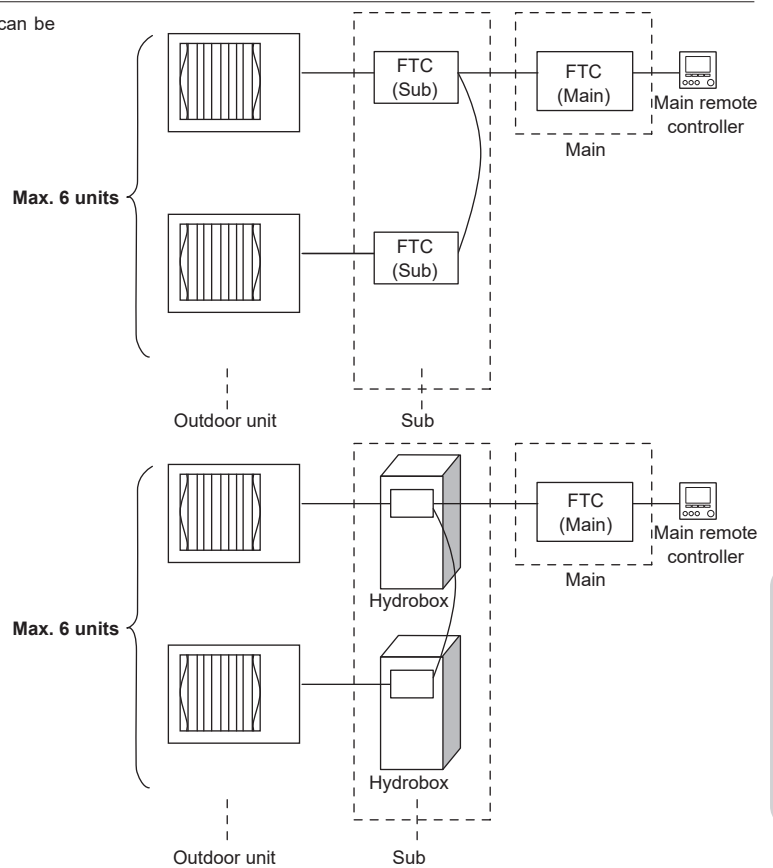 can be
FTC
(Sub)
FTC
(Main)
Main remote
controller
Main
Max. 6 units
FTC
(Sub)
Outdoor unit
Sub
FTC
(Main)
Main remote
controller
Main
Hydrobox
Max. 6 units
Hydrobox
Outdoor unit
Sub